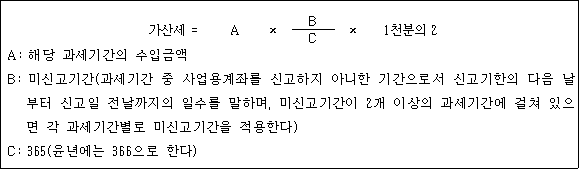 가산세 = A × B/C × 1천분의 2
A: 해당 과세기간의 수입금액
B: 미신고기간(과세기간 중 사업용계좌를 신고하지 아니한 기간으로서 신고기한의 다음 날
부터 신고일 전날까지의 일수를 말하며, 미신고기간이 2개 이상의 과세기간에 걸쳐 있으
면 각 과세기간별로 미신고기간을 적용한다)
C: 365(윤년에는 366으로 한다)